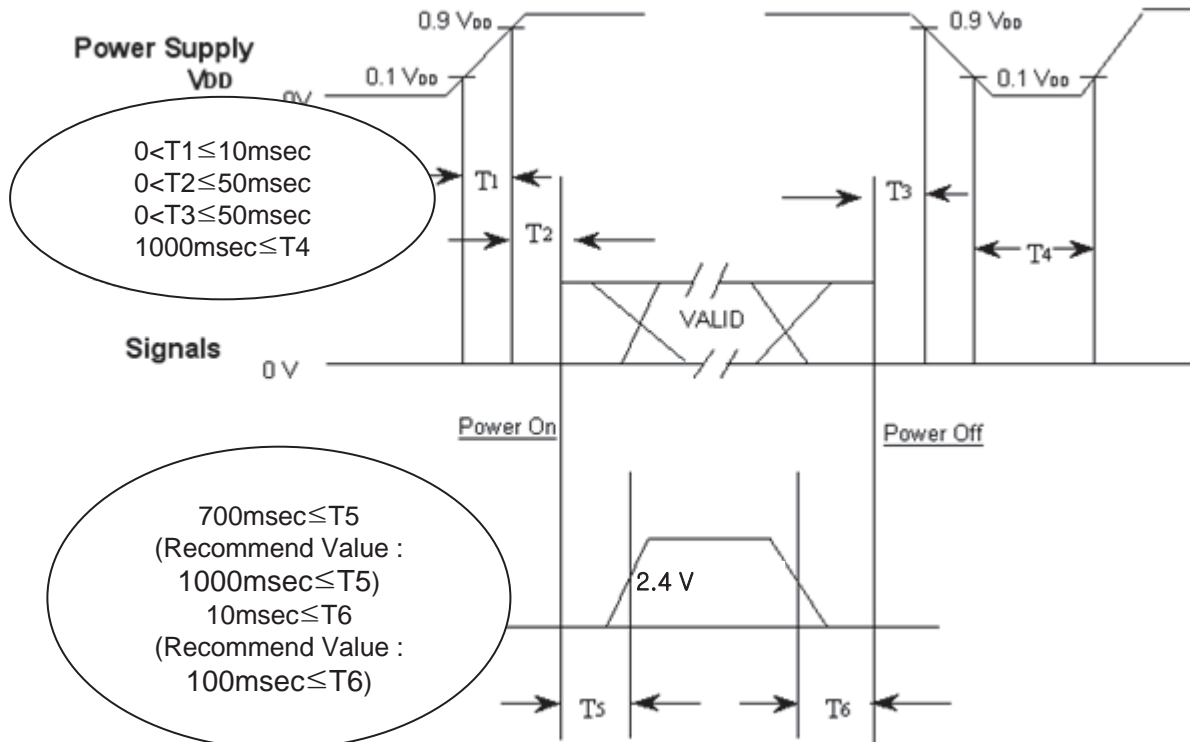 0.9 VDD
Power Supply
VDD
0.1 VDD
0V
0.9 VDD
0.1 VDD
0<T1≦10msec
0<T2≦50msec
0<T3≦50msec
1000msec≦T4
T1
T2
T3
T4
VALID
Signals
0 V
Power On
Power Off
700msec≦T5
(Recommend Value :
1000msec≦T5)
10msec≦T6
(Recommend Value :
100msec≦T6)
2.4 V
T5
T6